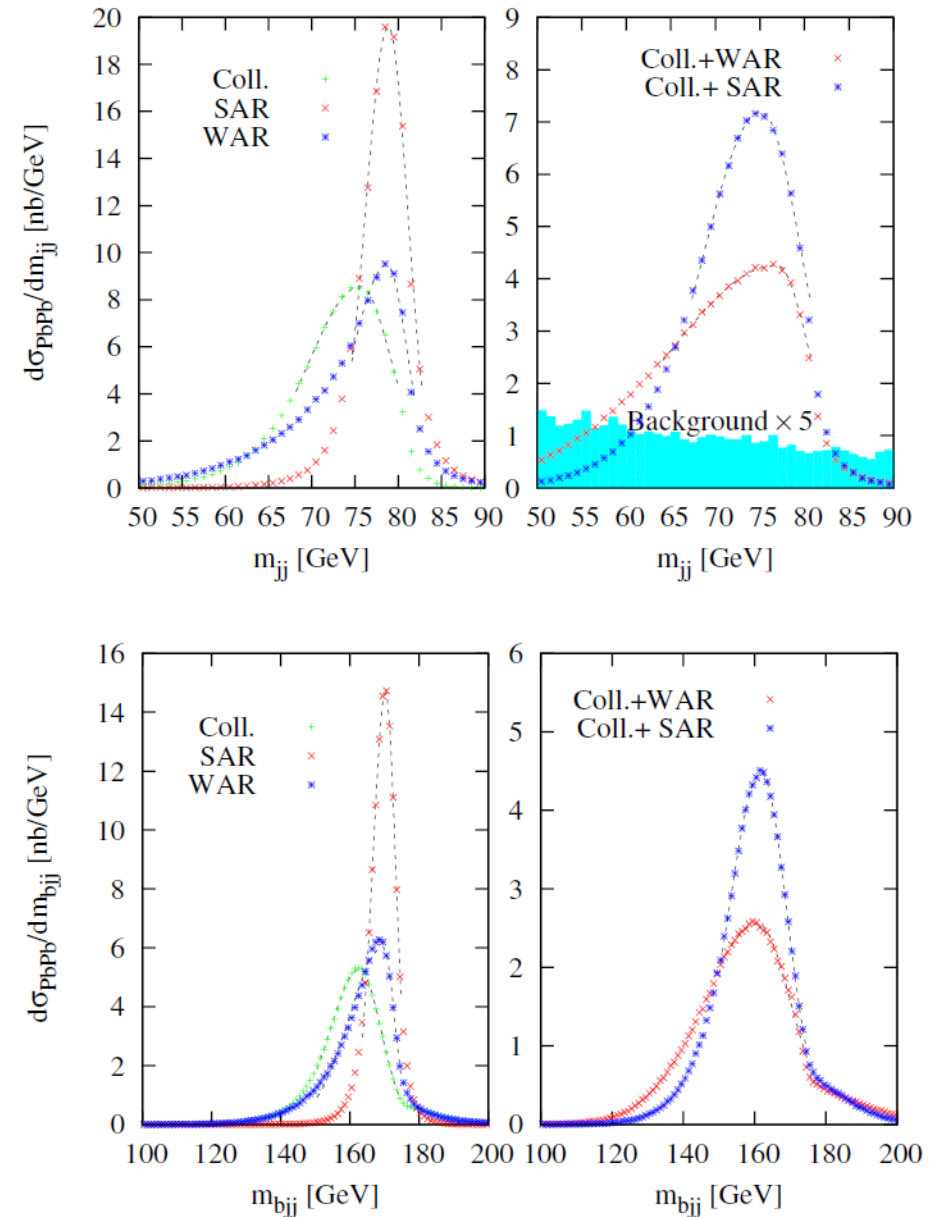 dσPbPb/dmjj [nb/GeV]
20
18
16
14
12
10
8
6
4
2
0
Coll.
SAR
WAR
50 55 60 65 70 75 80 85 90
mjj [GeV]
9
8
7
6
5
4
3
2
1
0
Coll.+WAR
Coll.+ SAR
Background × 5
50 55 60 65 70 75 80 85 90
mjj [GeV]
dσPbPb/dmbjj [nb/GeV]
16
14
12
10
8
6
4
2
0
Coll.
SAR
WAR
100 120 140 160 180 200
mbjj [GeV]
6
5
4
3
2
1
0
Coll.+WAR
Coll.+ SAR
100 120 140 160 180 200
mbjj [GeV]